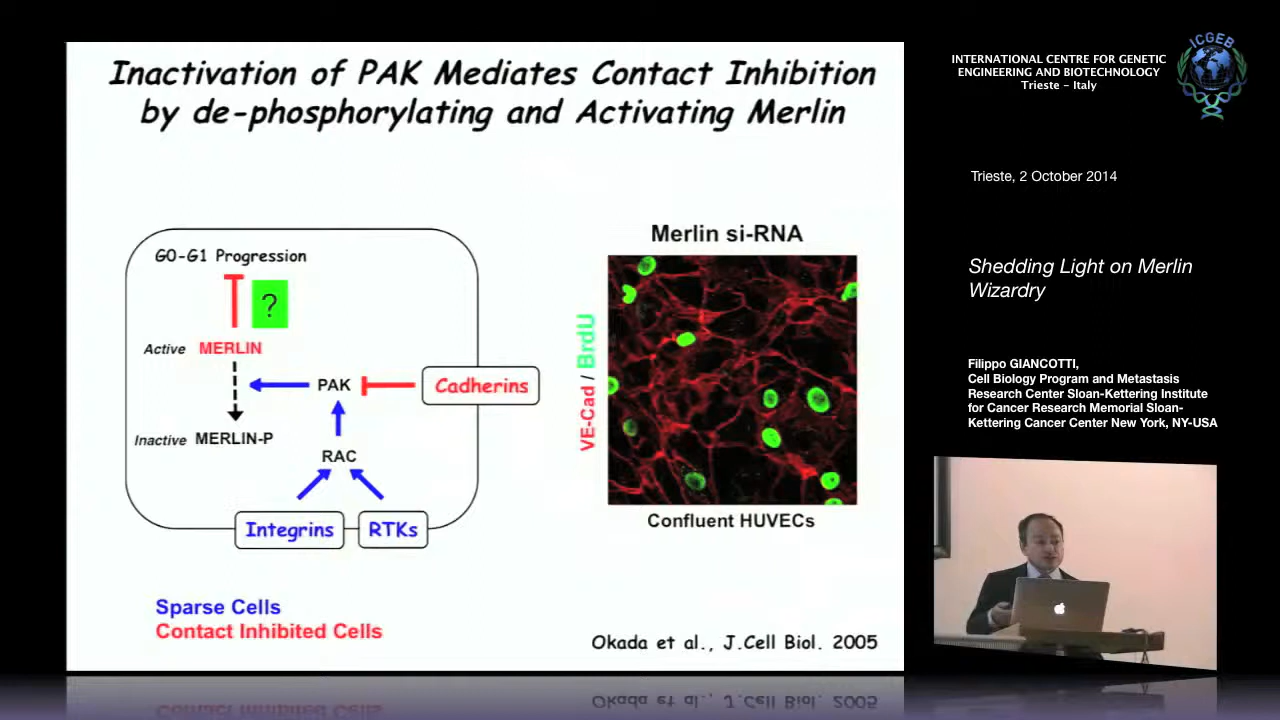 Inactivation of PAK Mediates Contact Inhibition
by de-phosphorylating and Activating Merlin
G0-G1 Progression
?
Active MERLIN
PAK
Cadherins
Inactive MERLIN-P
RAC
Integrins
RTKs
Sparse Cells
Contact Inhibited Cells
Merlin si-RNA
VE-Cad / BrdU
Confluent HUVECs
Okada et al., J.Cell Biol. 2005
INTERNATIONAL CENTRE FOR GENETIC
ENGINEERING AND BIOTECHNOLOGY
Trieste - Italy
ICGEB
Trieste, 2 October 2014
Shedding Light on Merlin
Wizardry
Filippo GIANCOTTI,
Cell Biology Program and Metastasis
Research Center Sloan-Kettering Institute
for Cancer Research Memorial Sloan-
Kettering Cancer Center New York, NY-USA